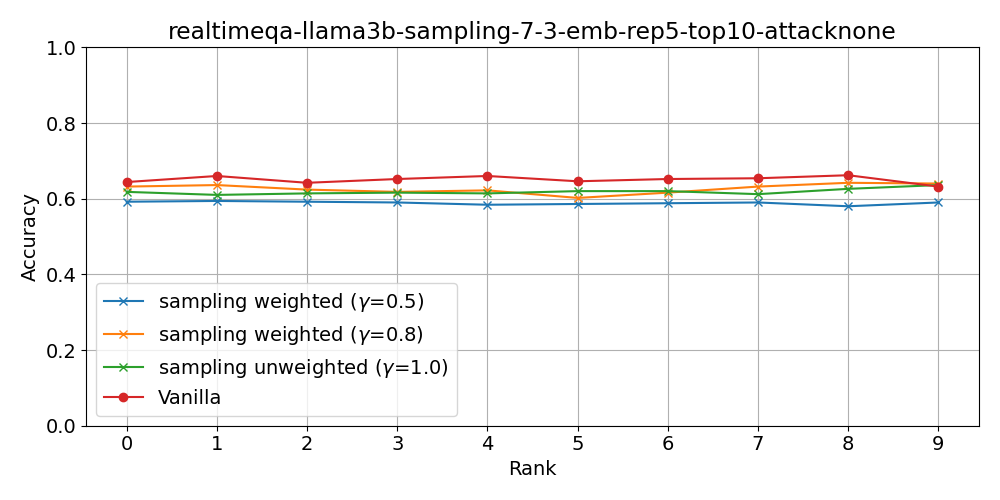 realtimeqa-llama3b-sampling-7-3-emb-rep5-top10-attacknone
1.0
0.8
0.6
0.4
0.2
0.0
Accuracy
sampling weighted (γ=0.5)
sampling weighted (γ=0.8)
sampling unweighted (γ=1.0)
Vanilla
0 1 2 3 4 5 6 7 8 9
Rank